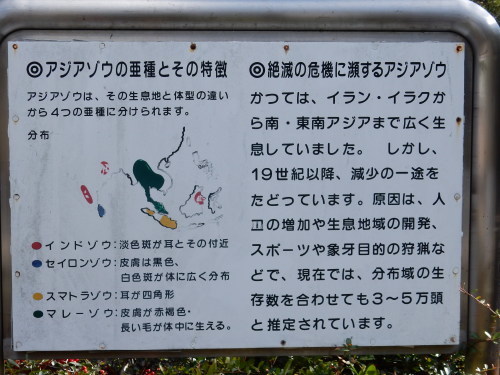 ◎アジアゾウの亜種とその特徴
アジアゾウは、その生息地と体型の違い
から4つの亜種に分けられます。
分布
●インドゾウ:淡色斑が耳とその付近
●セイロンゾウ:皮膚は黒色、
白色斑が体に広く分布
●スマトラゾウ:耳が四角形
●マレーゾウ:皮膚が赤褐色・
長い毛が体中に生える。
◎絶滅の危機に瀕するアジアゾウ
かつては、イラン・イラクか
ら南・東南アジアまで広く生
息していました。 しかし、
19世紀以降、減少の一途を
たどっています。原因は、人
口の増加や生息地域の開発、
スポーツや象牙目的の狩猟な
どで、現在では、分布域の生
存数を合わせても3〜5万頭
と推定されています。